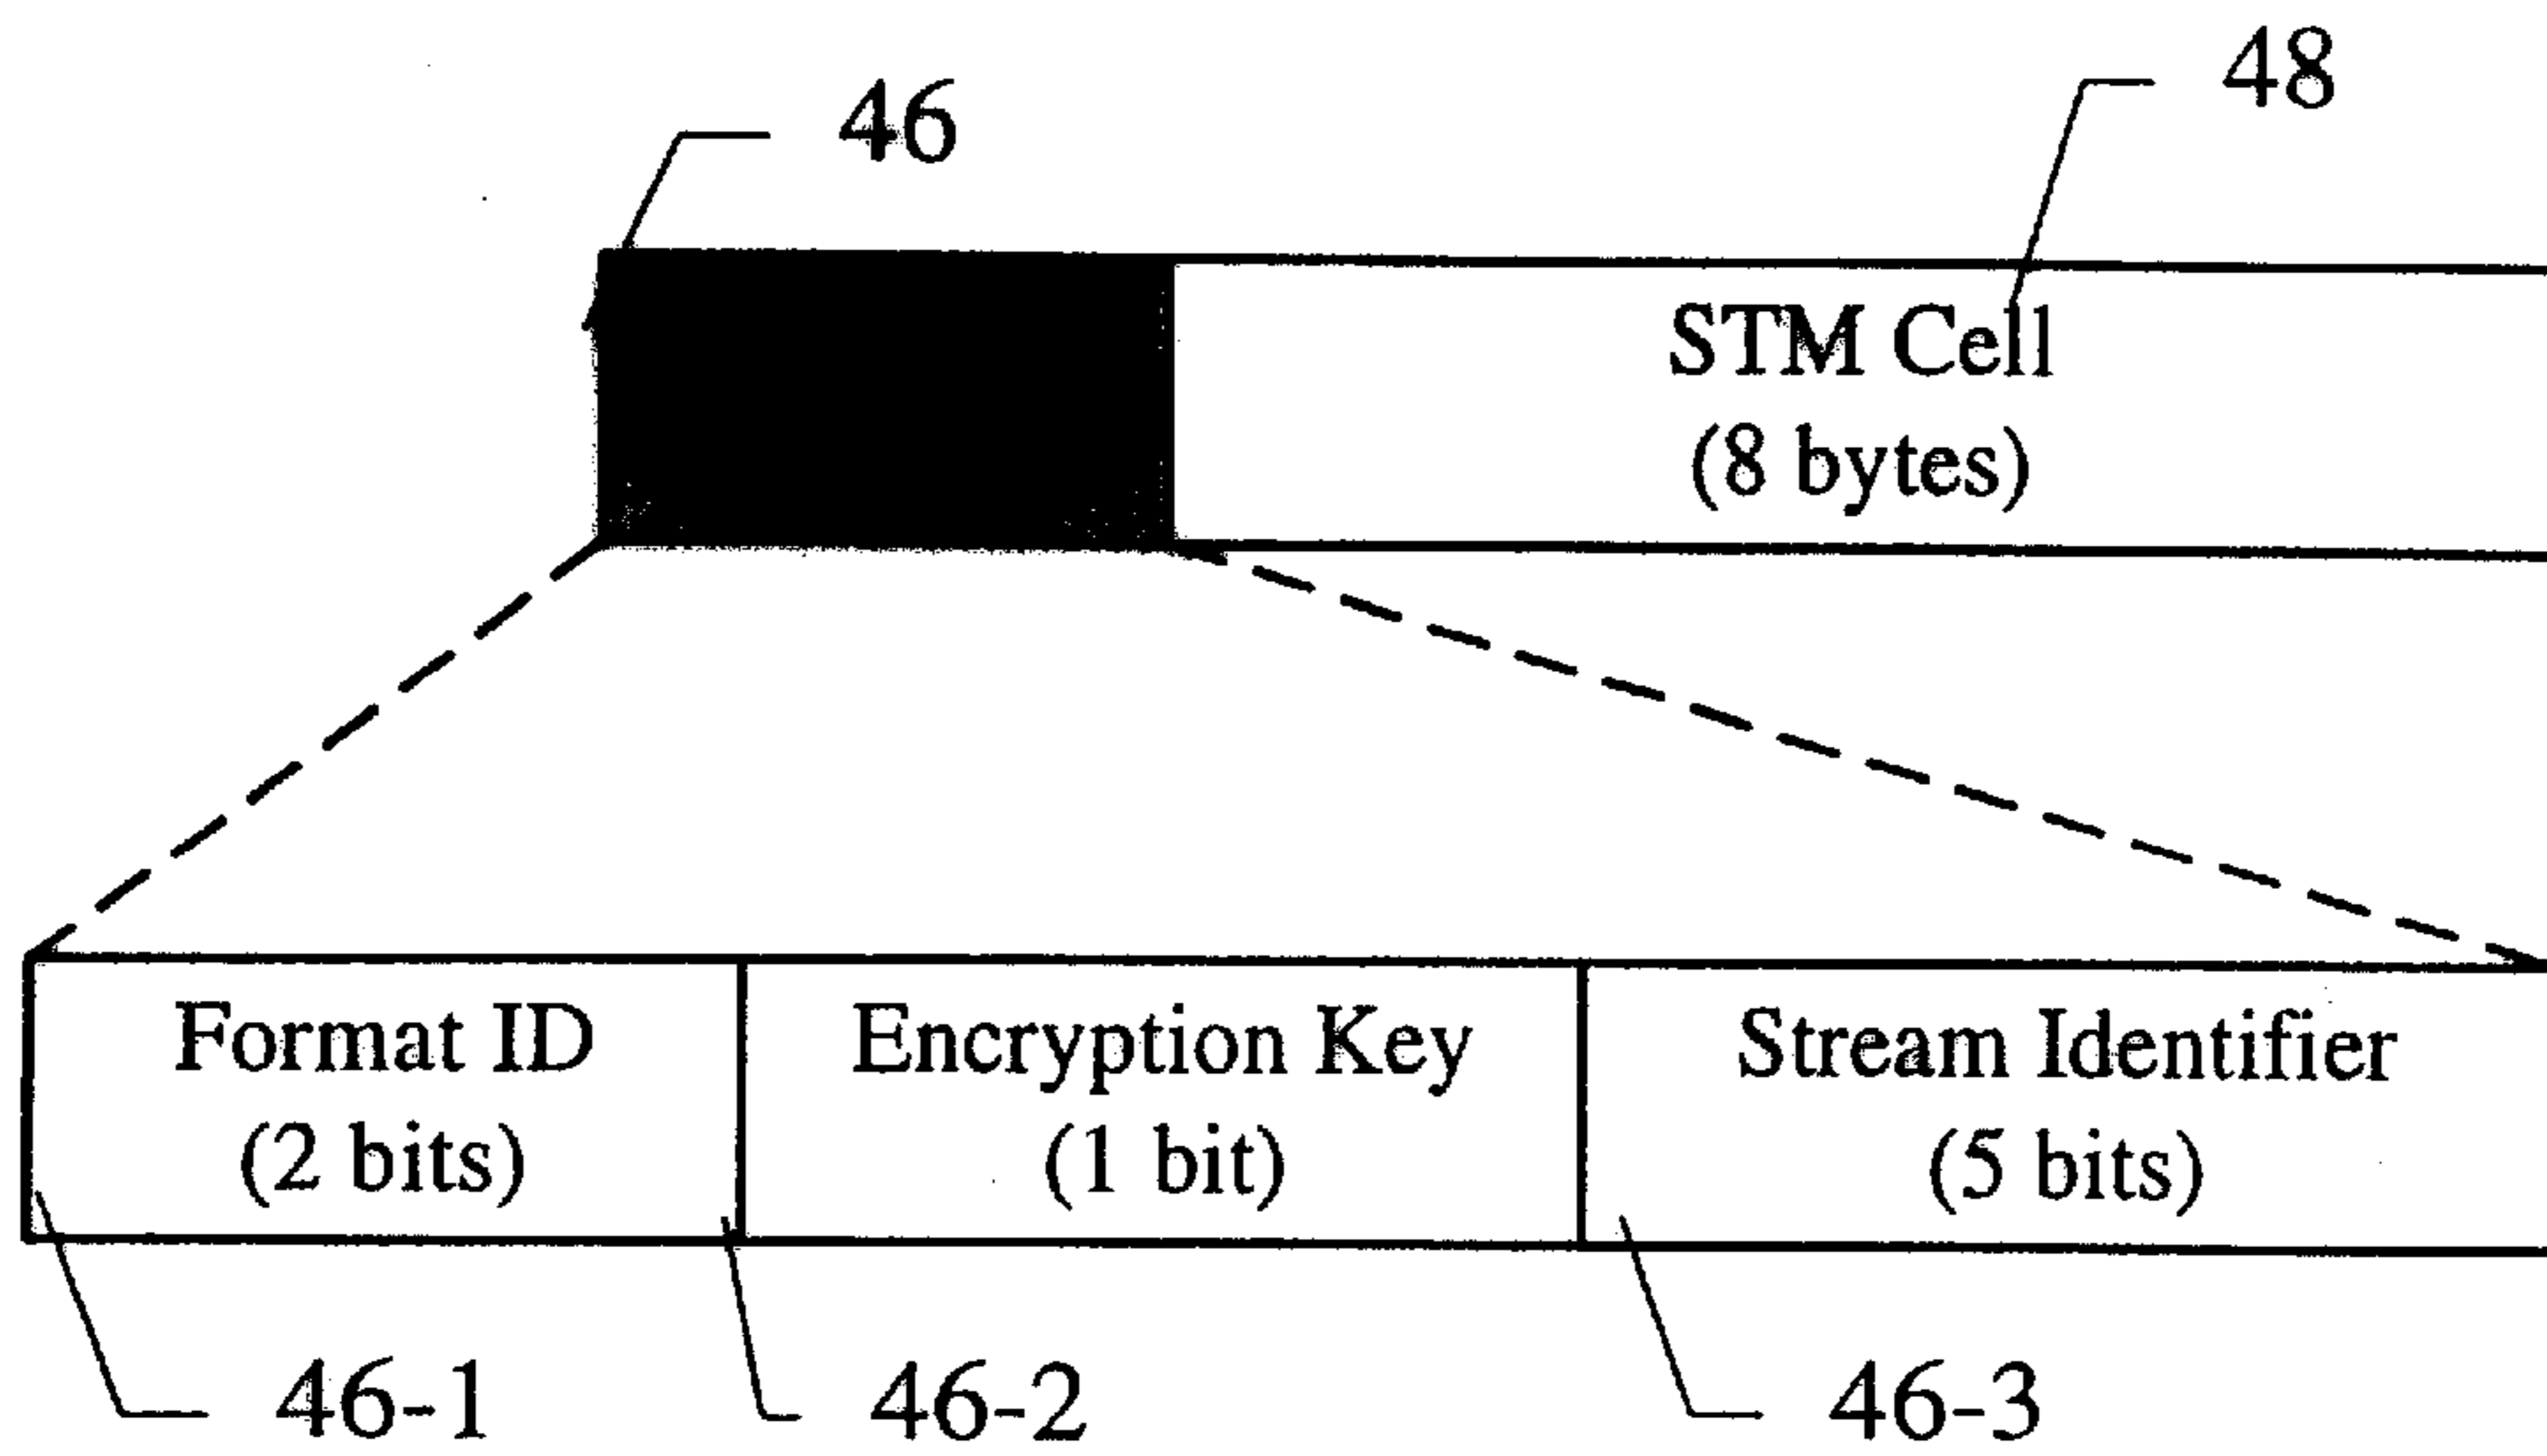 46
48
STM Cell
(8 bytes)
Format ID
(2 bits)
Encryption Key
(1 bit)
Stream Identifier
(5 bits)
46-1
46-2
46-3